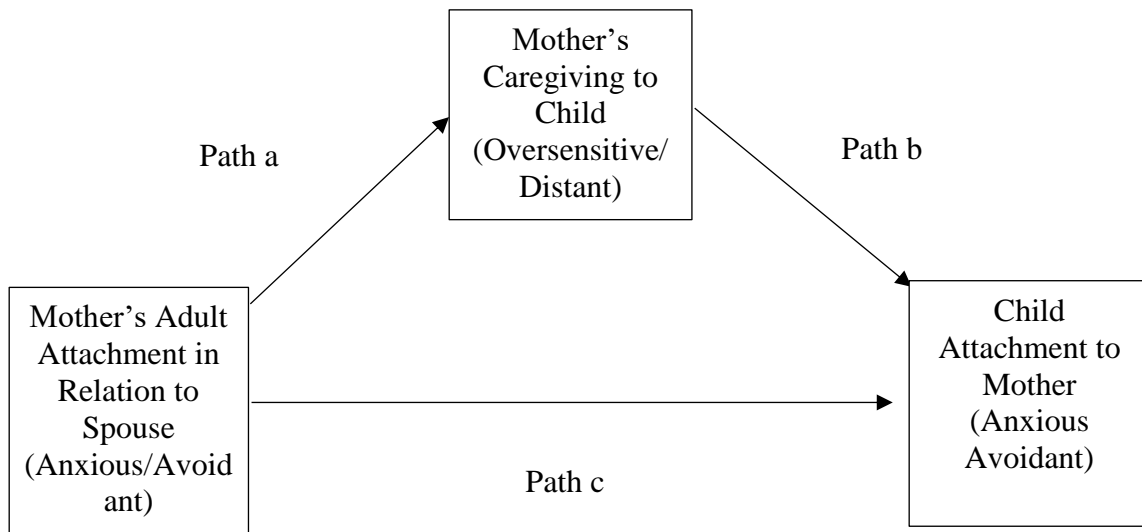 Mother’s
Caregiving to
Child
(Oversensitive/
Distant)
Path a
Path b
Mother’s Adult
Attachment in
Relation to
Spouse
(Anxious/Avoid
ant)
Child
Attachment to
Mother
(Anxious
Avoidant)
Path c